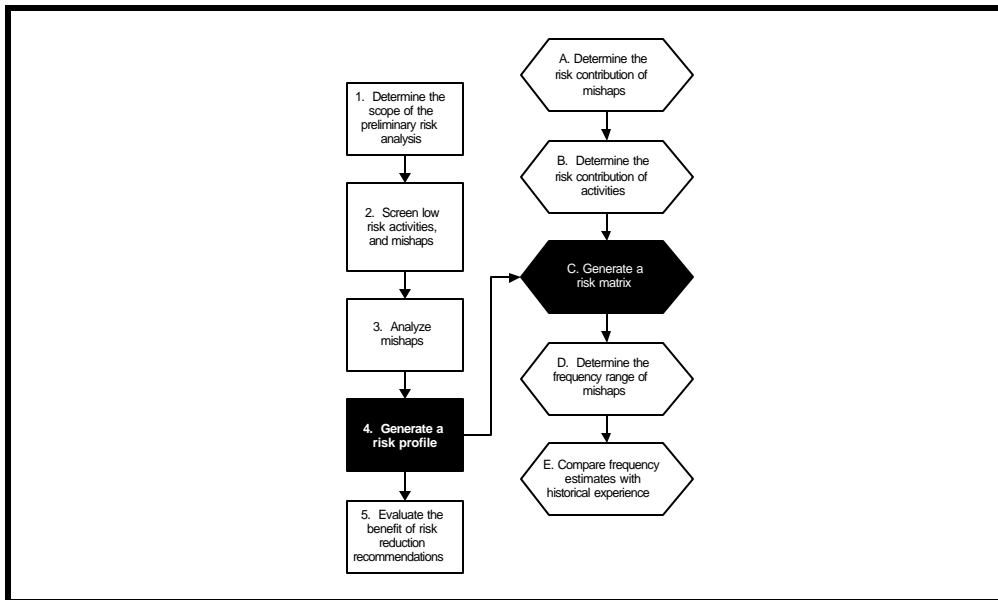 1. Determine the
scope of the
preliminary risk
analysis
2. Screen low
risk activities,
and mishaps
3. Analyze
mishaps
4. Generate a
risk profile
5. Evaluate the
benefit of risk
reduction
recommendations
A. Determine the
risk contribution of
mishaps
B. Determine the
risk contribution of
activities
C. Generate a
risk matrix
D. Determine the
frequency range of
mishaps
E. Compare frequency
estimates with
historical experience